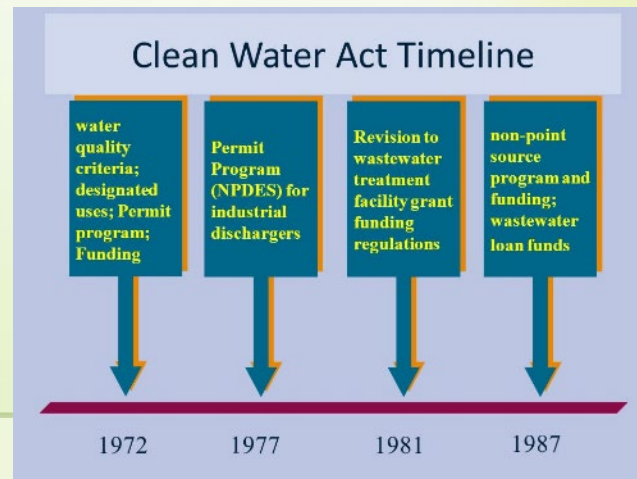 Clean Water Act Timeline
water
quality
criteria;
designated
uses; Permit
program;
Funding
Permit
Program
(NPDES) for
industrial
dischargers
Revision to
wastewater
treatment
facility grant
funding
regulations
non-point
source
program and
funding;
wastewater
loan funds
1972
1977
1981
1987